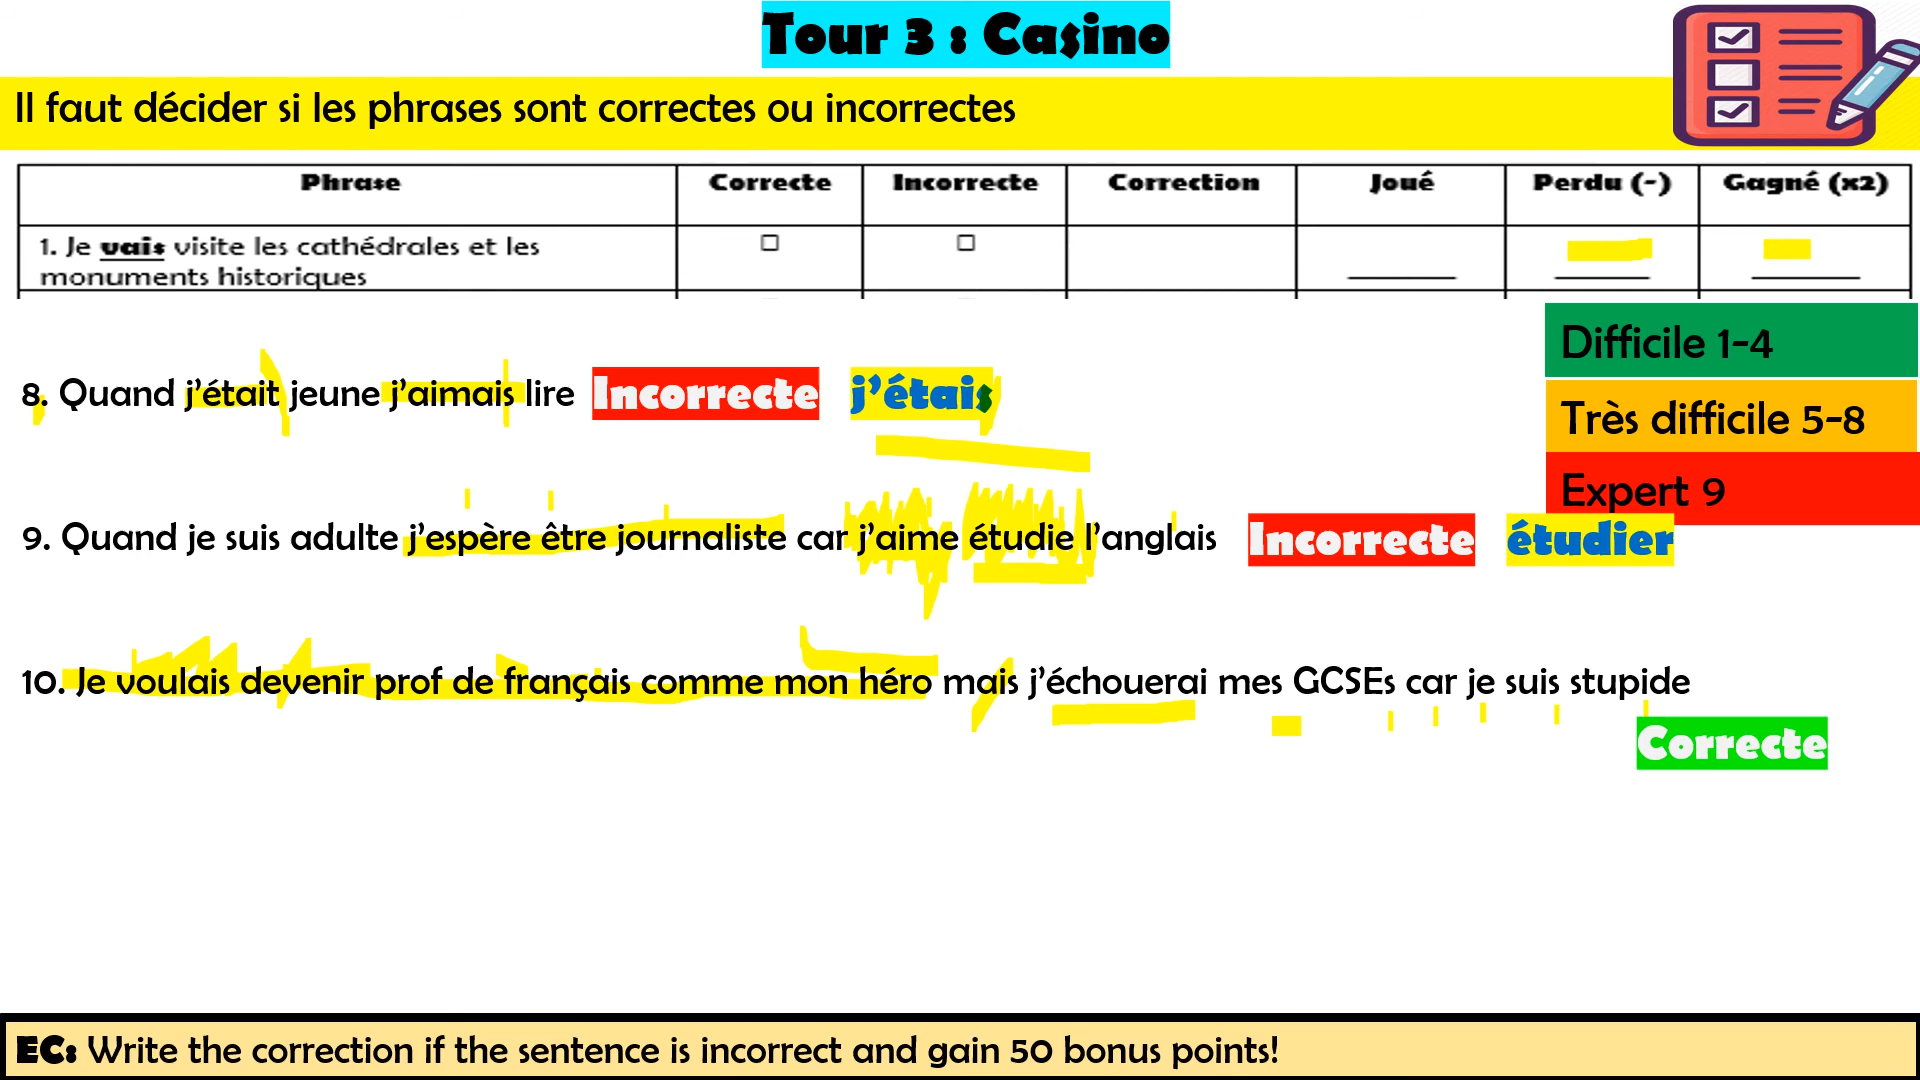 Tour 3 : Casino
Il faut décider si les phrases sont correctes ou incorrectes
Phrase Correcte Incorrecte Correction Joué Perdu (-) Gagné (x2)
1. Je vais visite les cathédrales et les
monuments historiques
Difficile 1-4
8. Quand j'était jeune j'aimais lire Incorrecte j'étais
Très difficile 5-8
Expert 9
9. Quand je suis adulte j'espère être journaliste car j'aime étudie l'anglais Incorrecte étudier
10. Je voulais devenir prof de français comme mon héro mais j'échouerai mes GCSEs car je suis stupide
Correcte
EC: Write the correction if the sentence is incorrect and gain 50 bonus points!